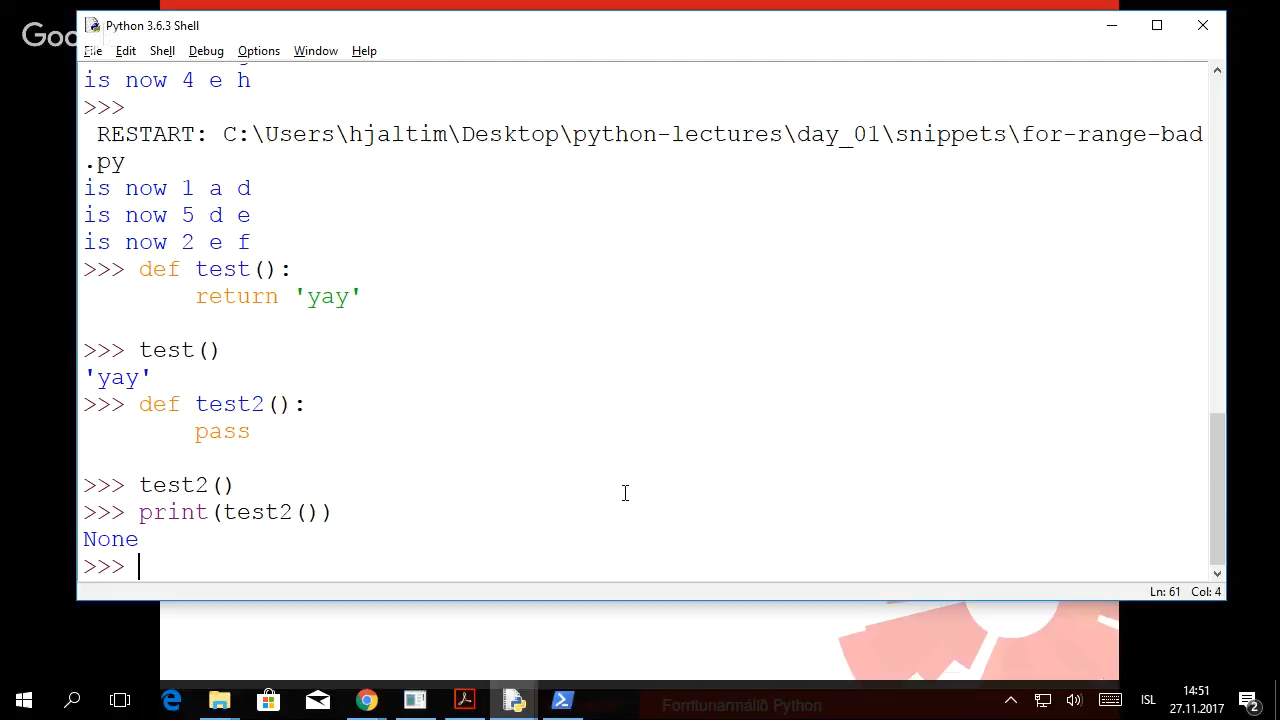 Goo
Python 3.6.3 Shell
File Edit Shell Debug Options Window Help
is now 4 e h
>>>
RESTART: C:\Users\hjaltim\Desktop\python-lectures\day_01\snippets\for-range-bad
.py
is now 1 a d
is now 5 d e
is now 2 e f
>>> def test():
return 'yay'
>>> test()
'yay'
>>> def test2():
pass
>>> test2()
>>> print(test2())
None
>>>
Ln: 61 Col: 4
Forritunarmálið Python
ISL
14:51
27.11.2017
2